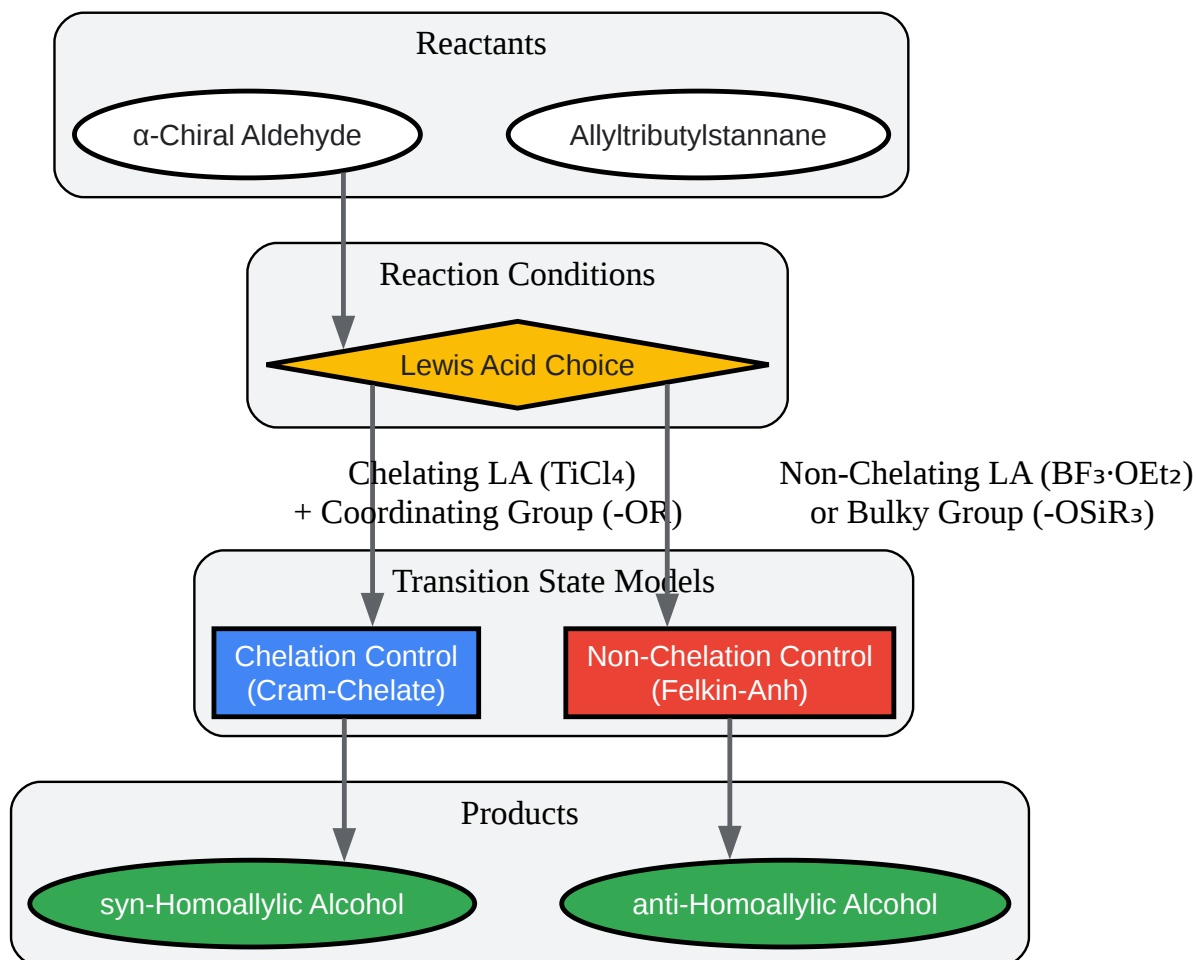 Reactants
α-Chiral Aldehyde
Allyltributylstannane
Reaction Conditions
Lewis Acid Choice
Chelating LA (TiCl₄)
+ Coordinating Group (-OR)
Non-Chelating LA (BF₃·OEt₂)
or Bulky Group (-OSiR₃)
Transition State Models
Chelation Control
(Cram-Chelate)
Non-Chelation Control
(Felkin-Anh)
Products
syn-Homoallylic Alcohol
anti-Homoallylic Alcohol